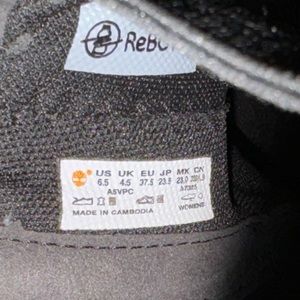 ReBO
US UK EU JP MX CN
6.5 4.5 37.5 23.5 23.0
A5VPC
MADE IN CAMBODIA
WOMENS